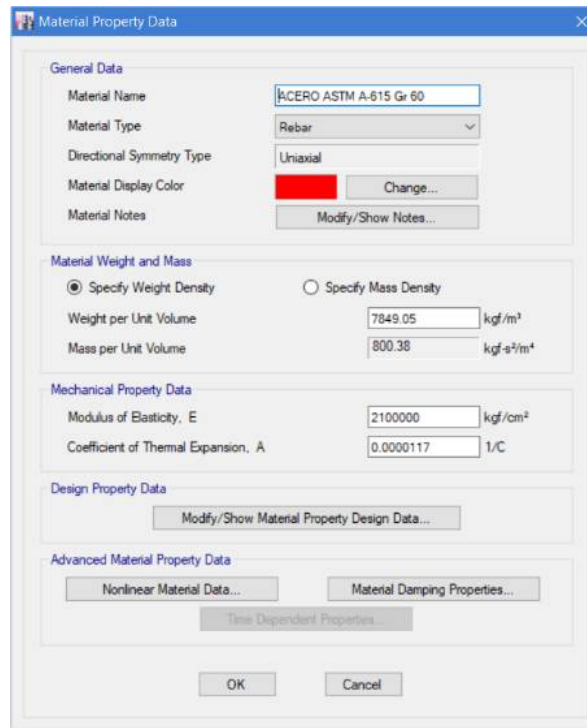 Material Property Data
General Data
Material Name ACERO ASTM A-615 Gr 60
Material Type Rebar
Directional Symmetry Type Uniaxial
Material Display Color Change...
Material Notes Modify/Show Notes...
Material Weight and Mass
Specify Weight Density Specify Mass Density
Weight per Unit Volume 7849.05 kgf/m³
Mass per Unit Volume 800.38 kgf-s²/m⁴
Mechanical Property Data
Modulus of Elasticity, E 2100000 kgf/cm²
Coefficient of Thermal Expansion, A 0.0000117 1/C
Design Property Data
Modify/Show Material Property Design Data...
Advanced Material Property Data
Nonlinear Material Data... Material Damping Properties...
Time Dependent Properties...
OK Cancel